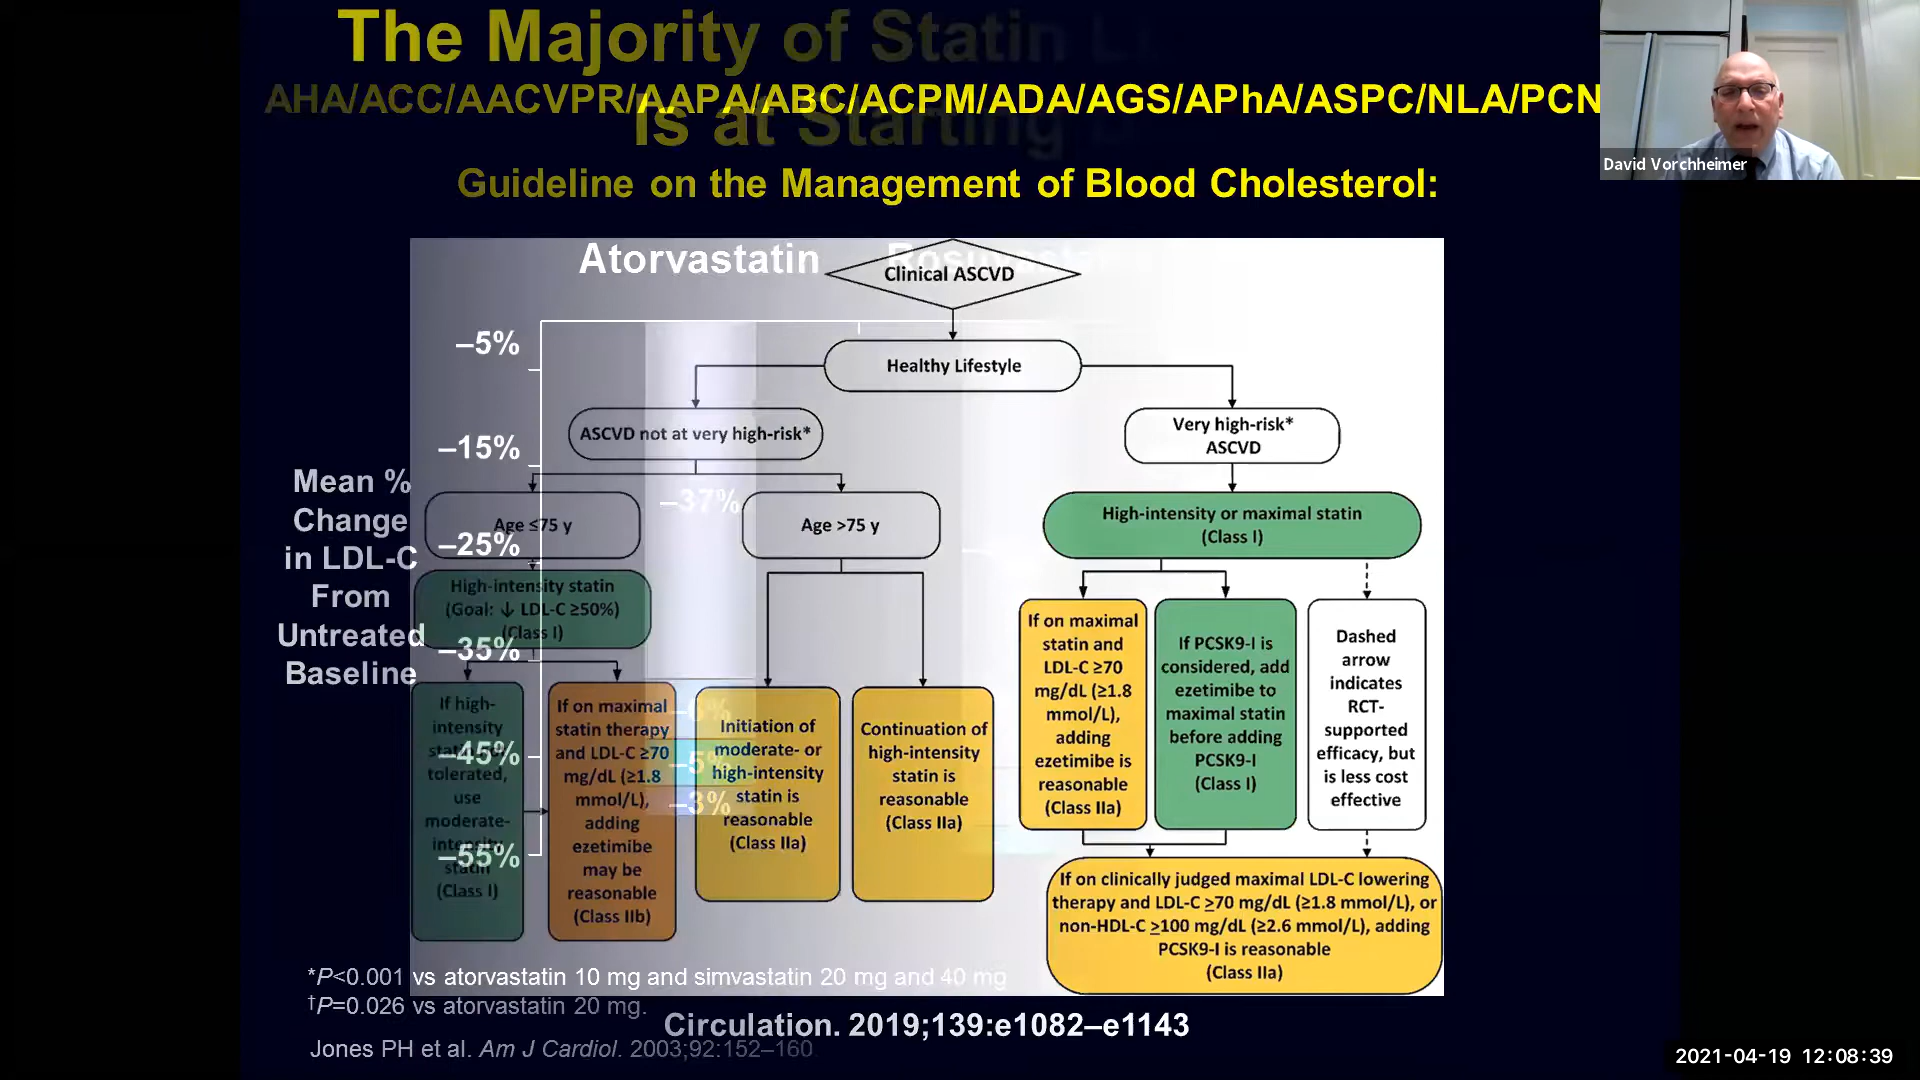 The Majority of Statin
Is at Starting
AHA/ACC/AACVPR/AAPA/ABC/ACPM/ADA/AGS/APhA/ASPC/NLA/PCN
Guideline on the Management of Blood Cholesterol:
David Vorchheimer
Atorvastatin
Clinical ASCVD
Healthy Lifestyle
ASCVD not at very high-risk*
Very high-risk*
ASCVD
Age ≤75 y
Age >75 y
High-intensity or maximal statin
(Class I)
High-intensity statin
(Goal: ↓ LDL-C ≥50%)
(Class I)
If high-
intensity
tolerated,
use
moderate-
intensity
statin
(Class I)
If on maximal
statin therapy
and LDL-C ≥70
mg/dL (≥1.8
mmol/L),
adding
ezetimibe
may be
reasonable
(Class IIb)
Initiation of
moderate- or
high-intensity
statin is
reasonable
(Class IIa)
Continuation of
high-intensity
statin is
reasonable
(Class IIa)
If on maximal
statin and
LDL-C ≥70
mg/dL (≥1.8
mmol/L),
adding
ezetimibe is
reasonable
(Class IIa)
If PCSK9-I is
considered, add
ezetimibe to
maximal statin
before adding
PCSK9-I
(Class I)
Dashed
arrow
indicates
RCT-
supported
efficacy, but
is less cost
effective
If on clinically judged maximal LDL-C lowering
therapy and LDL-C ≥70 mg/dL (≥1.8 mmol/L), or
non-HDL-C ≥100 mg/dL (≥2.6 mmol/L), adding
PCSK9-I is reasonable
(Class IIa)
Mean %
Change
in LDL-C
From
Untreated
Baseline
–5%
–15%
–25%
–35%
–45%
–55%
–37%
–6%
–5%
–3%
*P<0.001 vs atorvastatin 10 mg and simvastatin 20 mg and 40 mg
†P=0.026 vs atorvastatin 20 mg.
Circulation. 2019;139:e1082–e1143
Jones PH et al. Am J Cardiol. 2003;92:152–160
2021-04-19 12:08:39